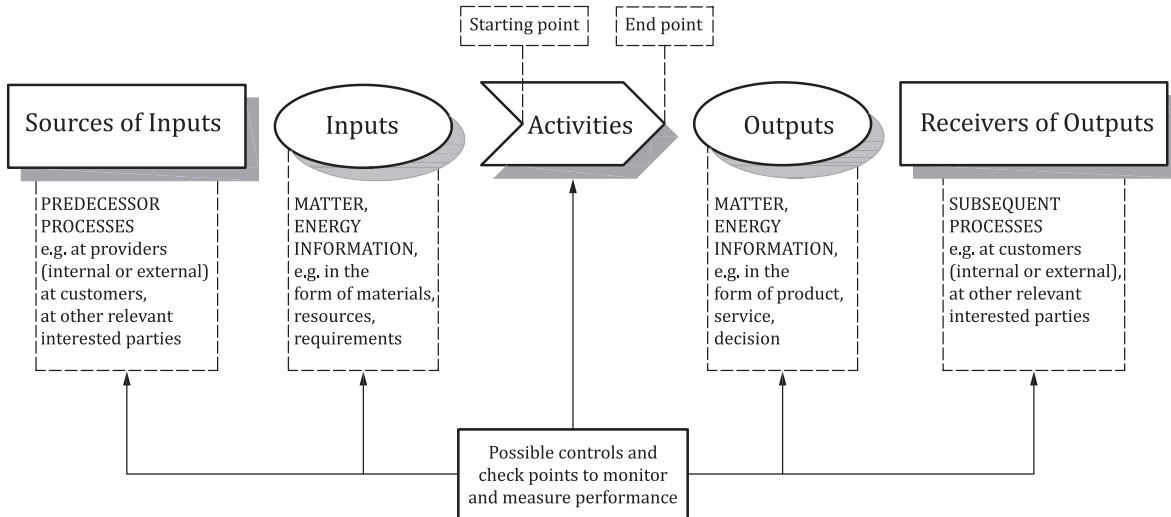 Starting point
End point
Sources of Inputs
Inputs
Activities
Outputs
Receivers of Outputs
PREDECESSOR
PROCESSES
e.g. at providers
(internal or external)
at customers,
at other relevant
interested parties
MATTER,
ENERGY
INFORMATION,
e.g. in the
form of materials,
resources,
requirements
MATTER,
ENERGY
INFORMATION,
e.g. in the
form of product,
service,
decision
SUBSEQUENT
PROCESSES
e.g. at customers
(internal or external),
at other relevant
interested parties
Possible controls and
check points to monitor
and measure performance